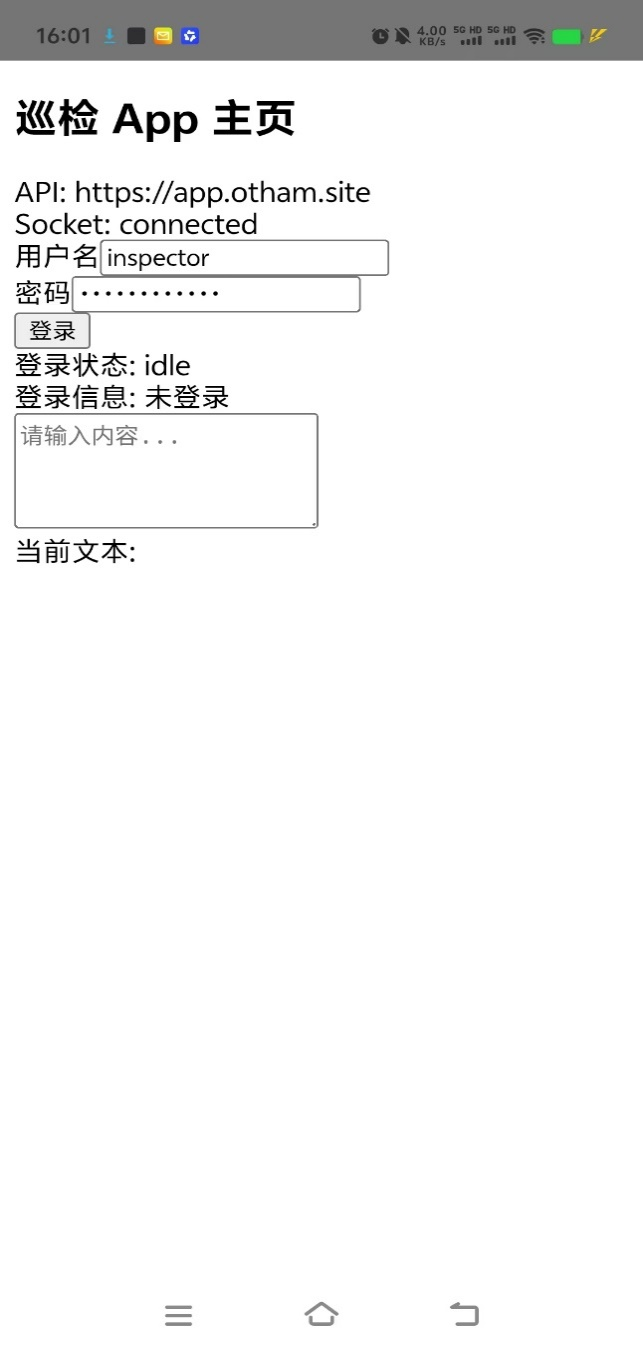 16:01 4.00 KB/s 5G HD 5G HD
巡检 App 主页
API: https://app.otham.site
Socket: connected
用户名 inspector
密码 ············
登录
登录状态: idle
登录信息: 未登录
请输入内容...
当前文本: